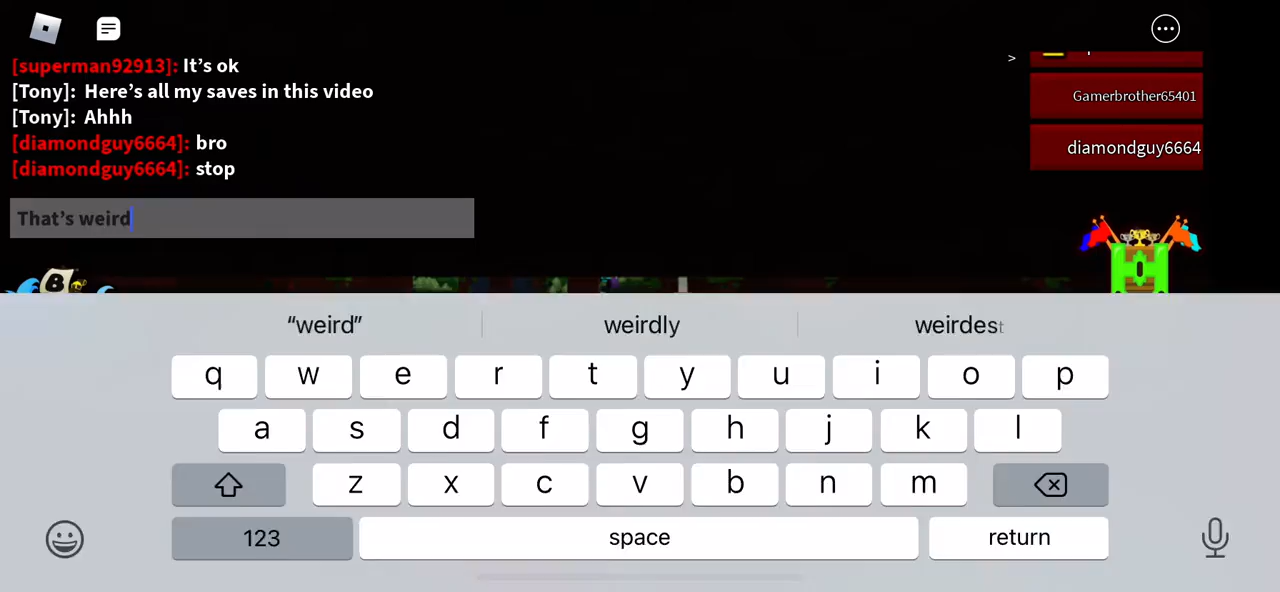 [superman92913]: It's ok
[Tony]: Here's all my saves in this video
[Tony]: Ahhh
[diamondguy6664]: bro
[diamondguy6664]: stop
That's weird
>
Gamerbrother65401
diamondguy6664
B
“weird” weirdly weirdest
q w e r t y u i o p
a s d f g h j k l
z x c v b n m
123 space return